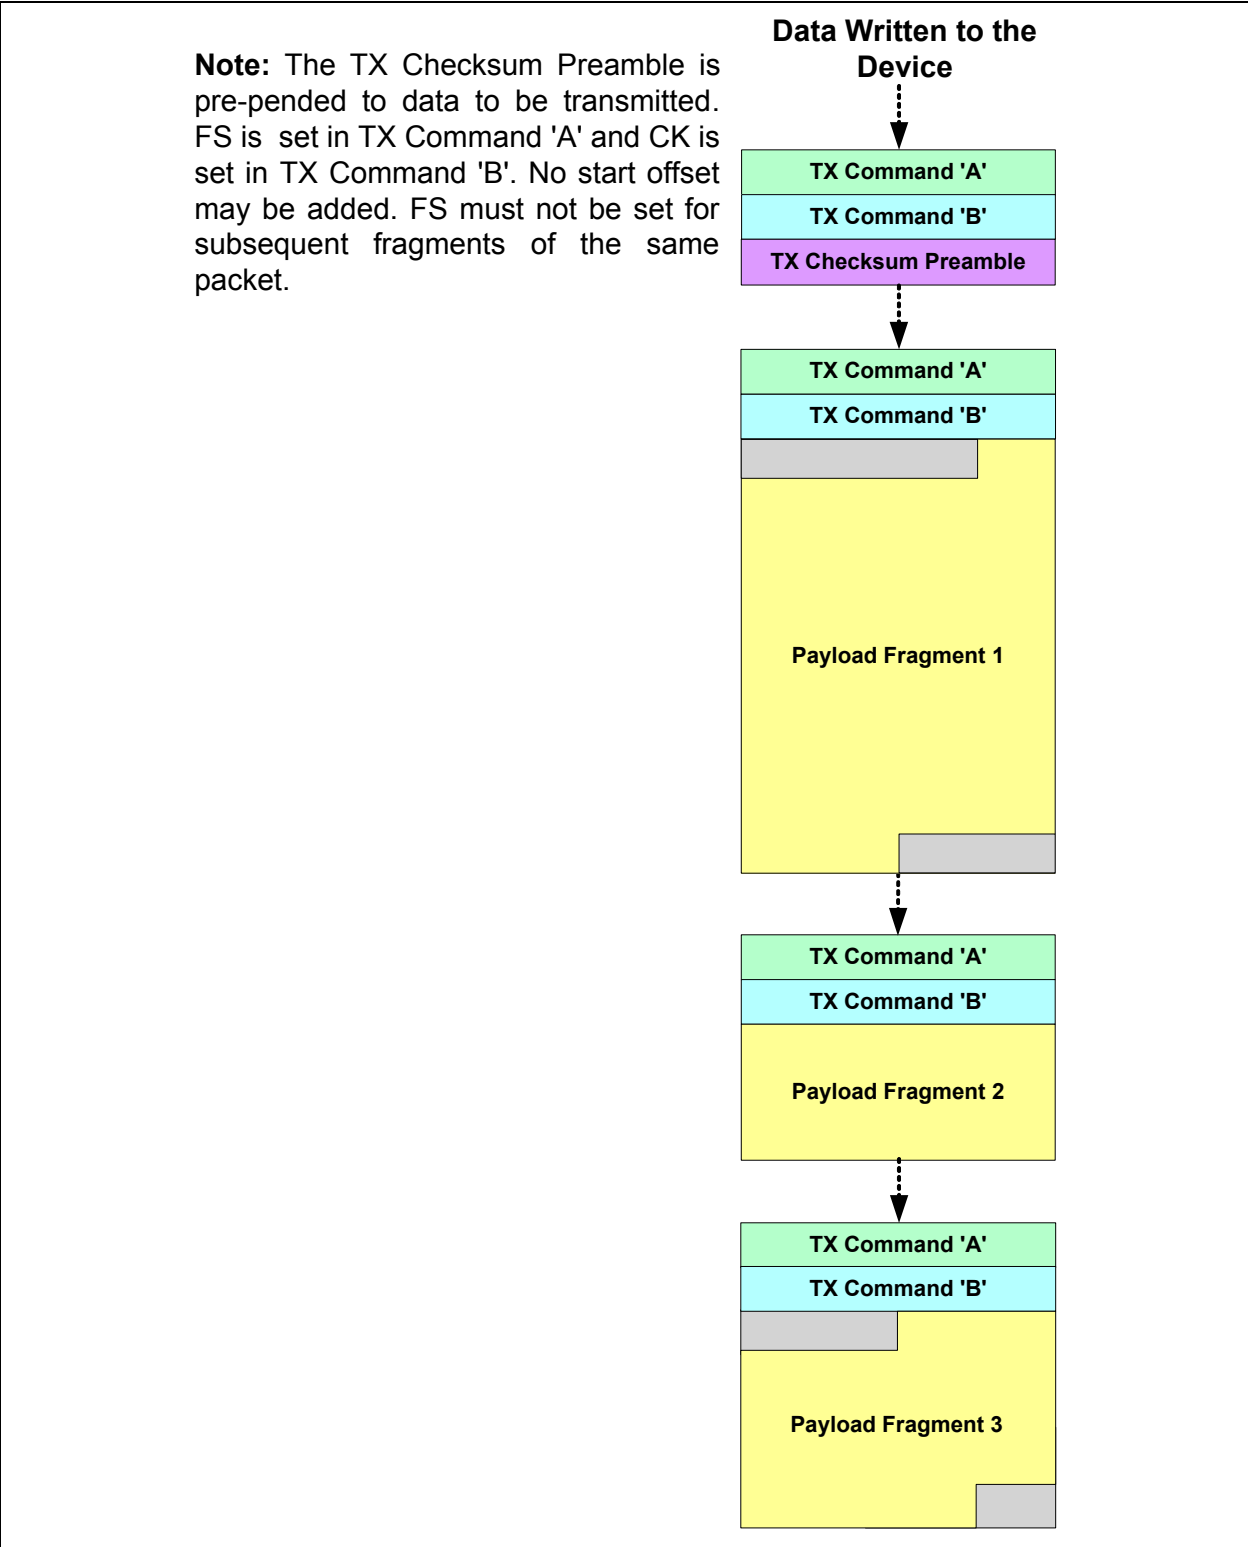 Data Written to the
Device
Note: The TX Checksum Preamble is
pre-pended to data to be transmitted.
FS is set in TX Command 'A' and CK is
set in TX Command 'B'. No start offset
may be added. FS must not be set for
subsequent fragments of the same
packet.
TX Command 'A'
TX Command 'B'
TX Checksum Preamble
TX Command 'A'
TX Command 'B'
Payload Fragment 1
TX Command 'A'
TX Command 'B'
Payload Fragment 2
TX Command 'A'
TX Command 'B'
Payload Fragment 3